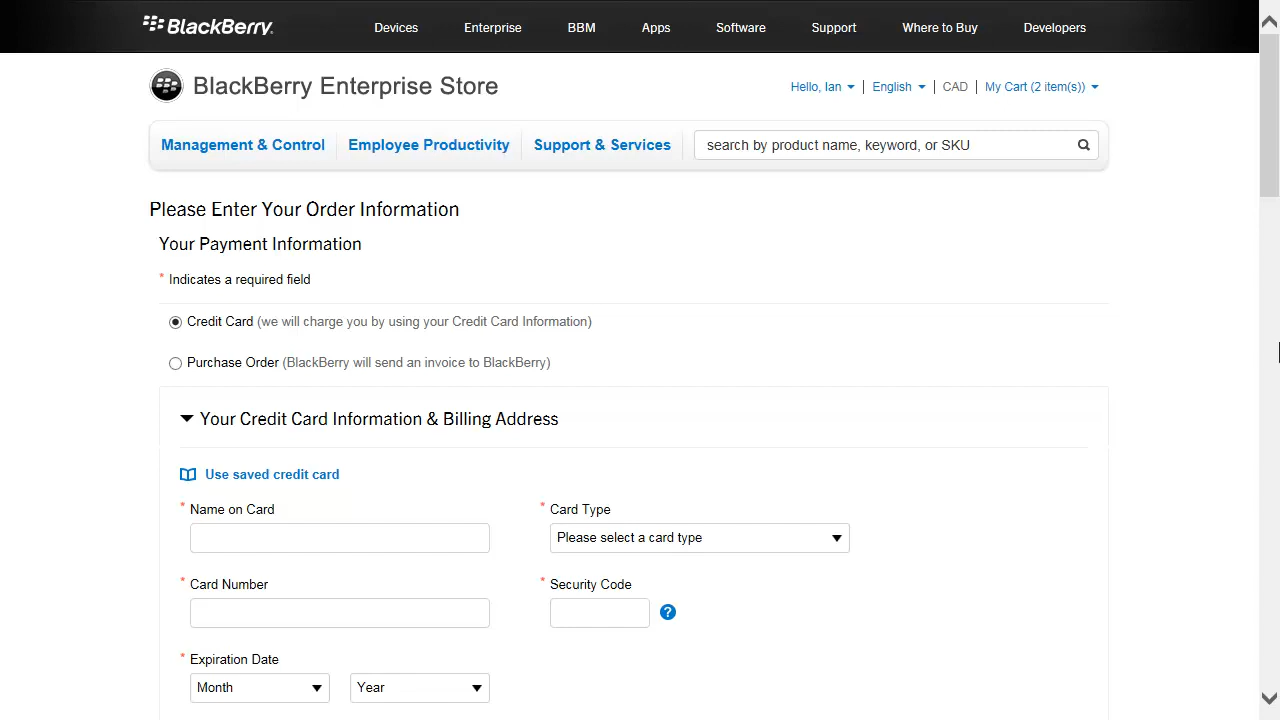 BlackBerry Devices Enterprise BBM Apps Software Support Where to Buy Developers
BlackBerry Enterprise Store Hello, Ian English CAD My Cart (2 item(s))
Management & Control Employee Productivity Support & Services search by product name, keyword, or SKU
Please Enter Your Order Information
Your Payment Information
* Indicates a required field
Credit Card (we will charge you by using your Credit Card Information)
Purchase Order (BlackBerry will send an invoice to BlackBerry)
Your Credit Card Information & Billing Address
Use saved credit card
* Name on Card * Card Type
Please select a card type
* Card Number * Security Code
?
* Expiration Date
Month Year